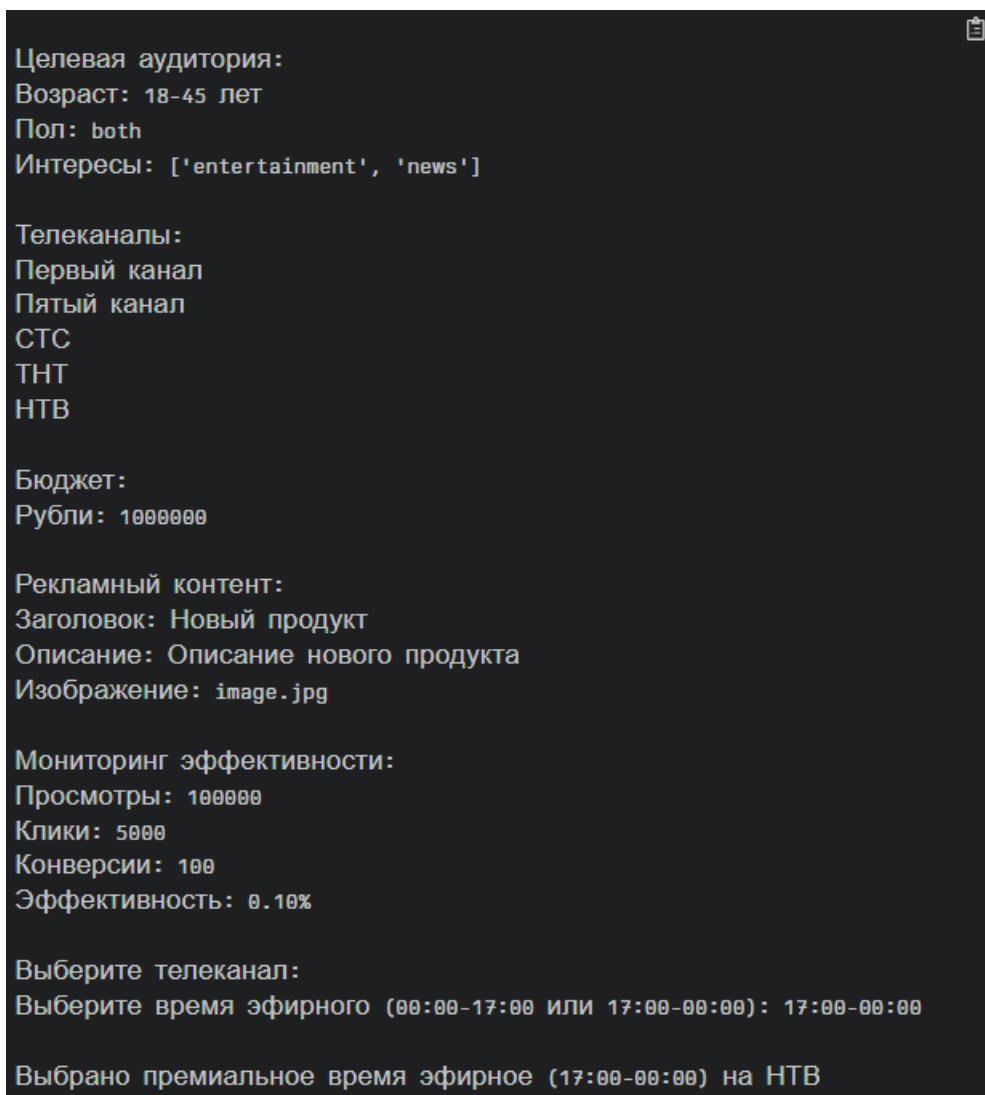 Целевая аудитория:
Возраст: 18-45 лет
Пол: both
Интересы: ['entertainment', 'news']
Телеканалы:
Первый канал
Пятый канал
СТС
ТНТ
НТВ
Бюджет:
Рубли: 1000000
Рекламный контент:
Заголовок: Новый продукт
Описание: Описание нового продукта
Изображение: image.jpg
Мониторинг эффективности:
Просмотры: 100000
Клики: 5000
Конверсии: 100
Эффективность: 0.10%
Выберите телеканал:
Выберите время эфирного (00:00-17:00 или 17:00-00:00): 17:00-00:00
Выбрано премиальное время эфирное (17:00-00:00) на НТВ